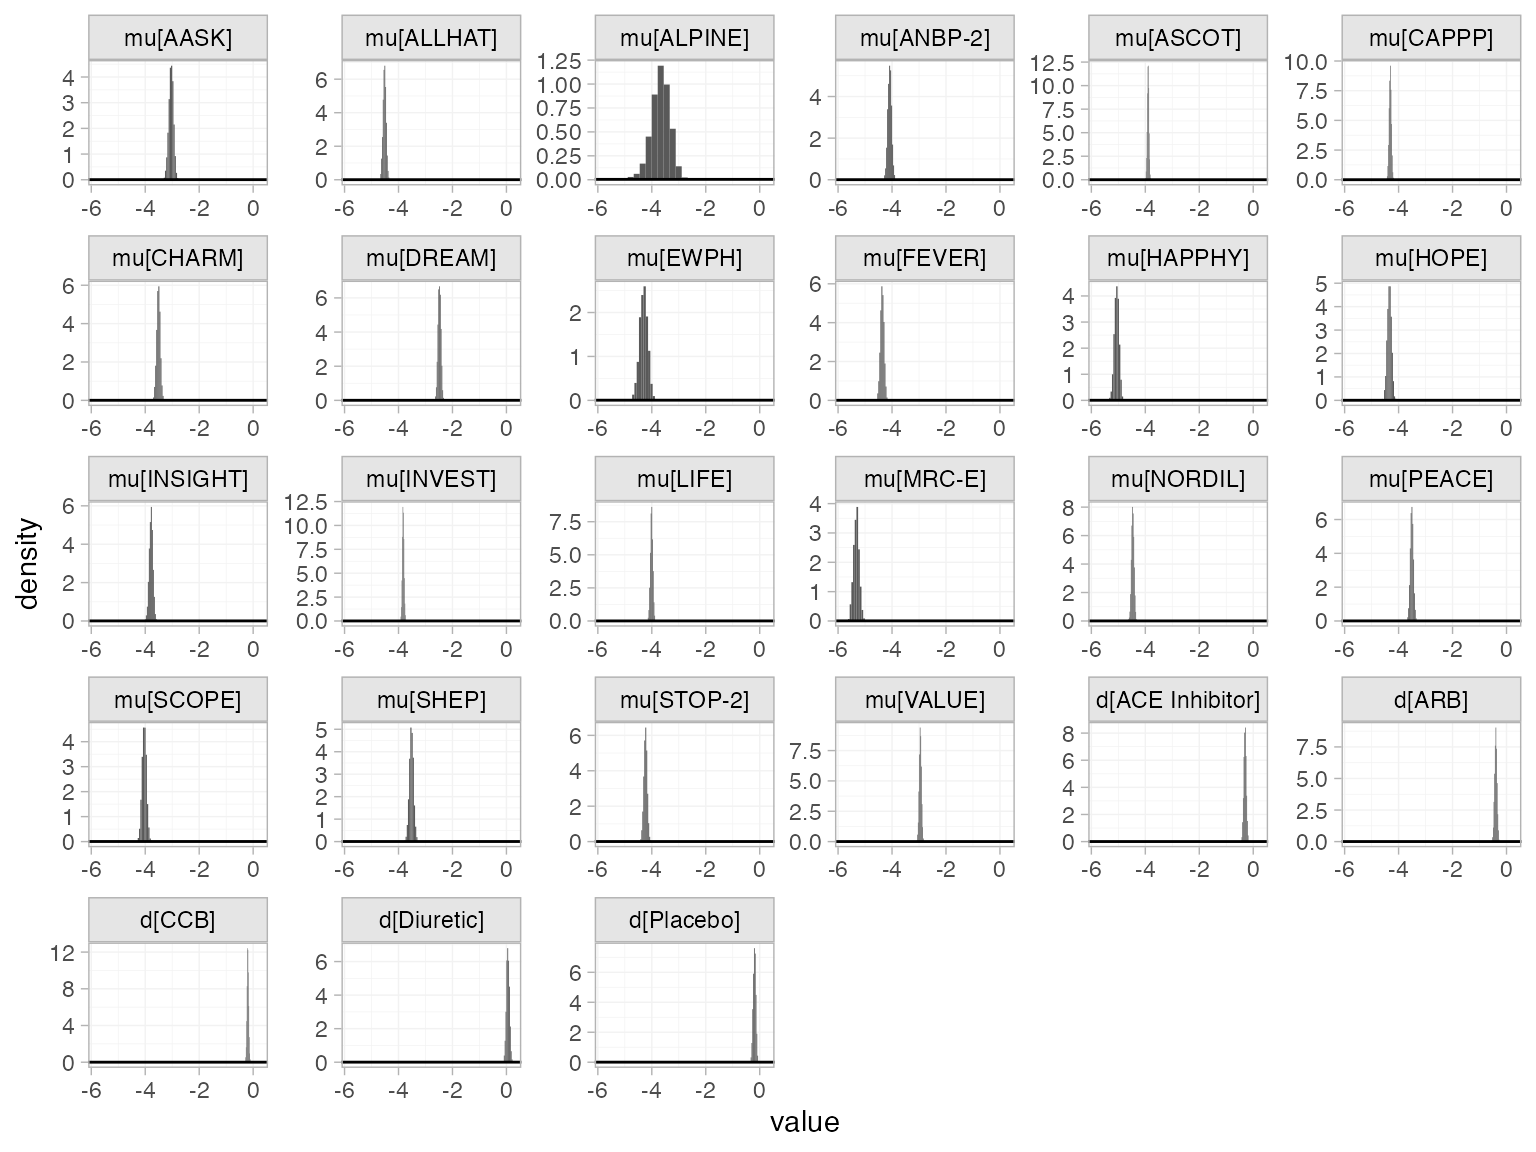 mu[AASK] mu[ALLHAT] mu[ALPINE] mu[ANBP-2] mu[ASCOT] mu[CAPPP]
4 3 2 1 0
6 4 2 0
1.25 1.00 0.75 0.50 0.25 0.00
4 2 0
12.5 10.0 7.5 5.0 2.5 0.0
10.0 7.5 5.0 2.5 0.0
-6 -4 -2 0 -6 -4 -2 0 -6 -4 -2 0 -6 -4 -2 0 -6 -4 -2 0 -6 -4 -2 0
mu[CHARM] mu[DREAM] mu[EWPH] mu[FEVER] mu[HAPPHY] mu[HOPE]
6 4 2 0
6 4 2 0
2 1 0
6 4 2 0
4 3 2 1 0
5 4 3 2 1 0
-6 -4 -2 0 -6 -4 -2 0 -6 -4 -2 0 -6 -4 -2 0 -6 -4 -2 0 -6 -4 -2 0
mu[INSIGHT] mu[INVEST] mu[LIFE] mu[MRC-E] mu[NORDIL] mu[PEACE]
6 4 2 0
12.5 10.0 7.5 5.0 2.5 0.0
7.5 5.0 2.5 0.0
4 3 2 1 0
8 6 4 2 0
6 4 2 0
-6 -4 -2 0 -6 -4 -2 0 -6 -4 -2 0 -6 -4 -2 0 -6 -4 -2 0 -6 -4 -2 0
density
mu[SCOPE] mu[SHEP] mu[STOP-2] mu[VALUE] d[ACE Inhibitor] d[ARB]
4 3 2 1 0
5 4 3 2 1 0
6 4 2 0
7.5 5.0 2.5 0.0
8 6 4 2 0
7.5 5.0 2.5 0.0
-6 -4 -2 0 -6 -4 -2 0 -6 -4 -2 0 -6 -4 -2 0 -6 -4 -2 0 -6 -4 -2 0
d[CCB] d[Diuretic] d[Placebo]
12 8 4 0
6 4 2 0
6 4 2 0
-6 -4 -2 0 -6 -4 -2 0 -6 -4 -2 0
value